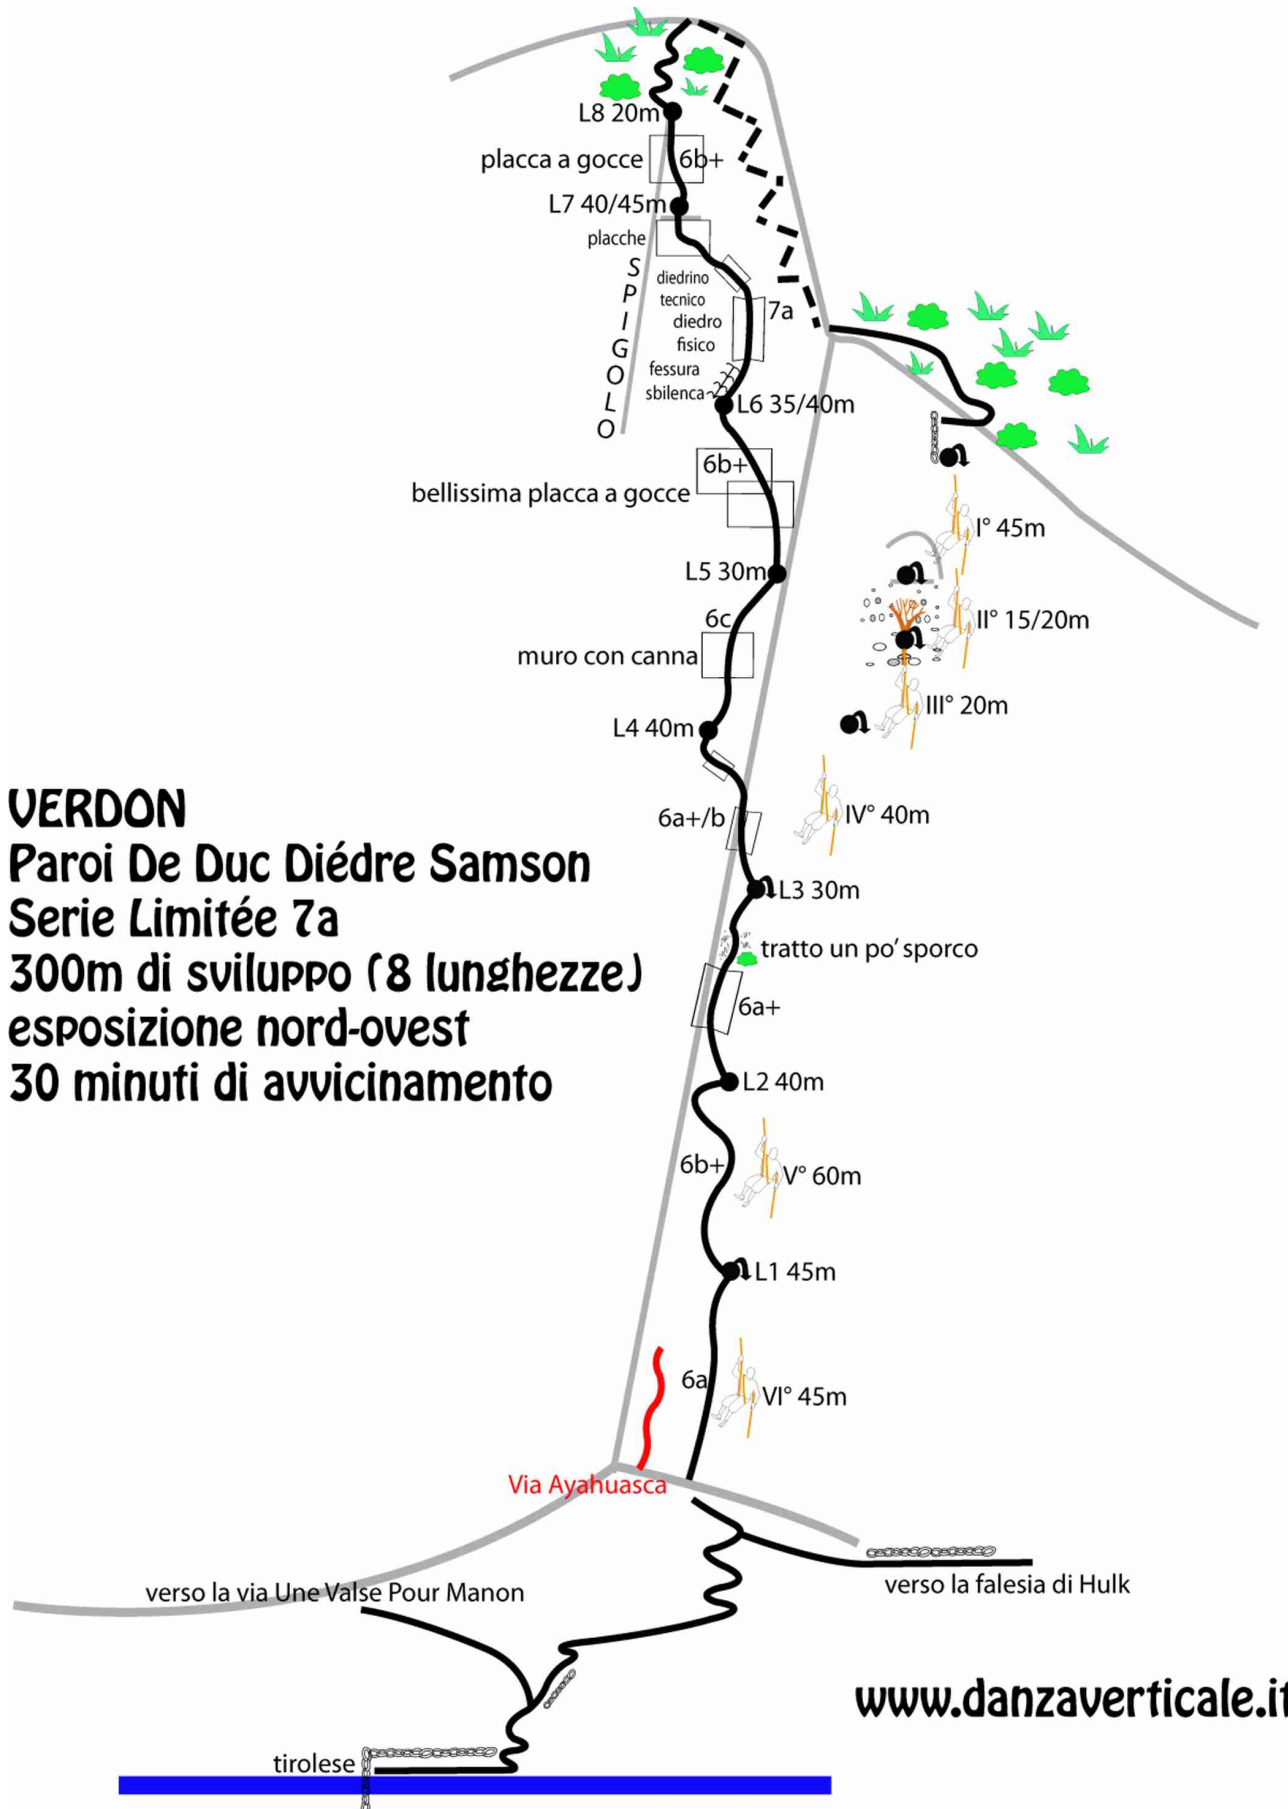 L8 20m
placca a gocce
6b+
L7 40/45m
placche
SPIGOLO
diedrino
tecnico
diedro
fisico
7a
fessura
sbilenca
L6 35/40m
6b+
bellissima placca a gocce
I° 45m
L5 30m
6c
II° 15/20m
muro con canna
III° 20m
L4 40m
VERDON
Paroi De Duc Diédre Samson
Serie Limitée 7a
300m di sviluppo (8 lunghezze)
esposizione nord-ovest
30 minuti di avvicinamento
6a+/b
IV° 40m
L3 30m
tratto un po' sporco
6a+
L2 40m
6b+
V° 60m
L1 45m
6a
VI° 45m
Via Ayahuasca
verso la via Une Valse Pour Manon
verso la falesia di Hulk
www.danzaverticale.it
tirolese